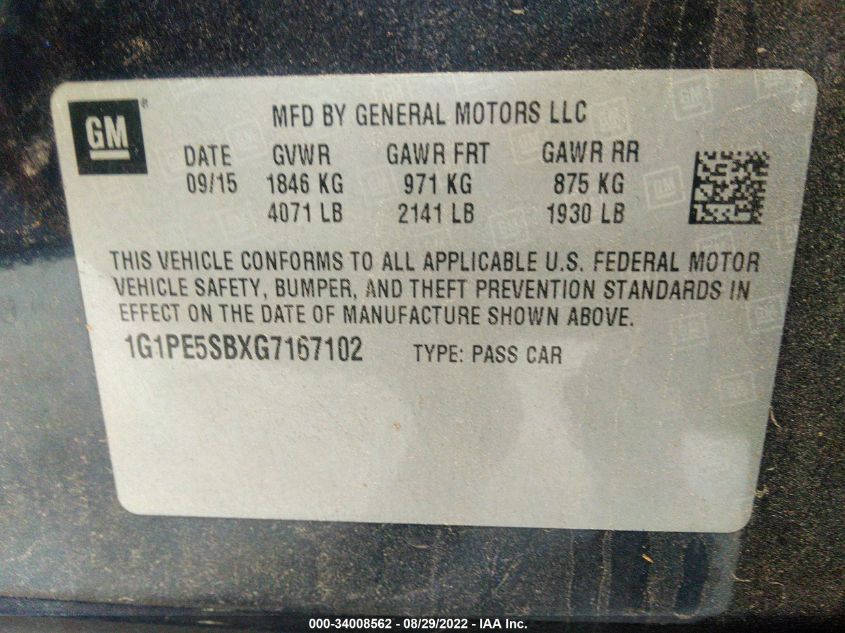 GM ®
MFD BY GENERAL MOTORS LLC
DATE GVWR GAWR FRT GAWR RR
09/15 1846 KG 971 KG 875 KG
4071 LB 2141 LB 1930 LB
THIS VEHICLE CONFORMS TO ALL APPLICABLE U.S. FEDERAL MOTOR
VEHICLE SAFETY, BUMPER, AND THEFT PREVENTION STANDARDS IN
EFFECT ON THE DATE OF MANUFACTURE SHOWN ABOVE.
1G1PE5SBXG7167102 TYPE: PASS CAR
000-34008562 - 08/29/2022 - IAA Inc.